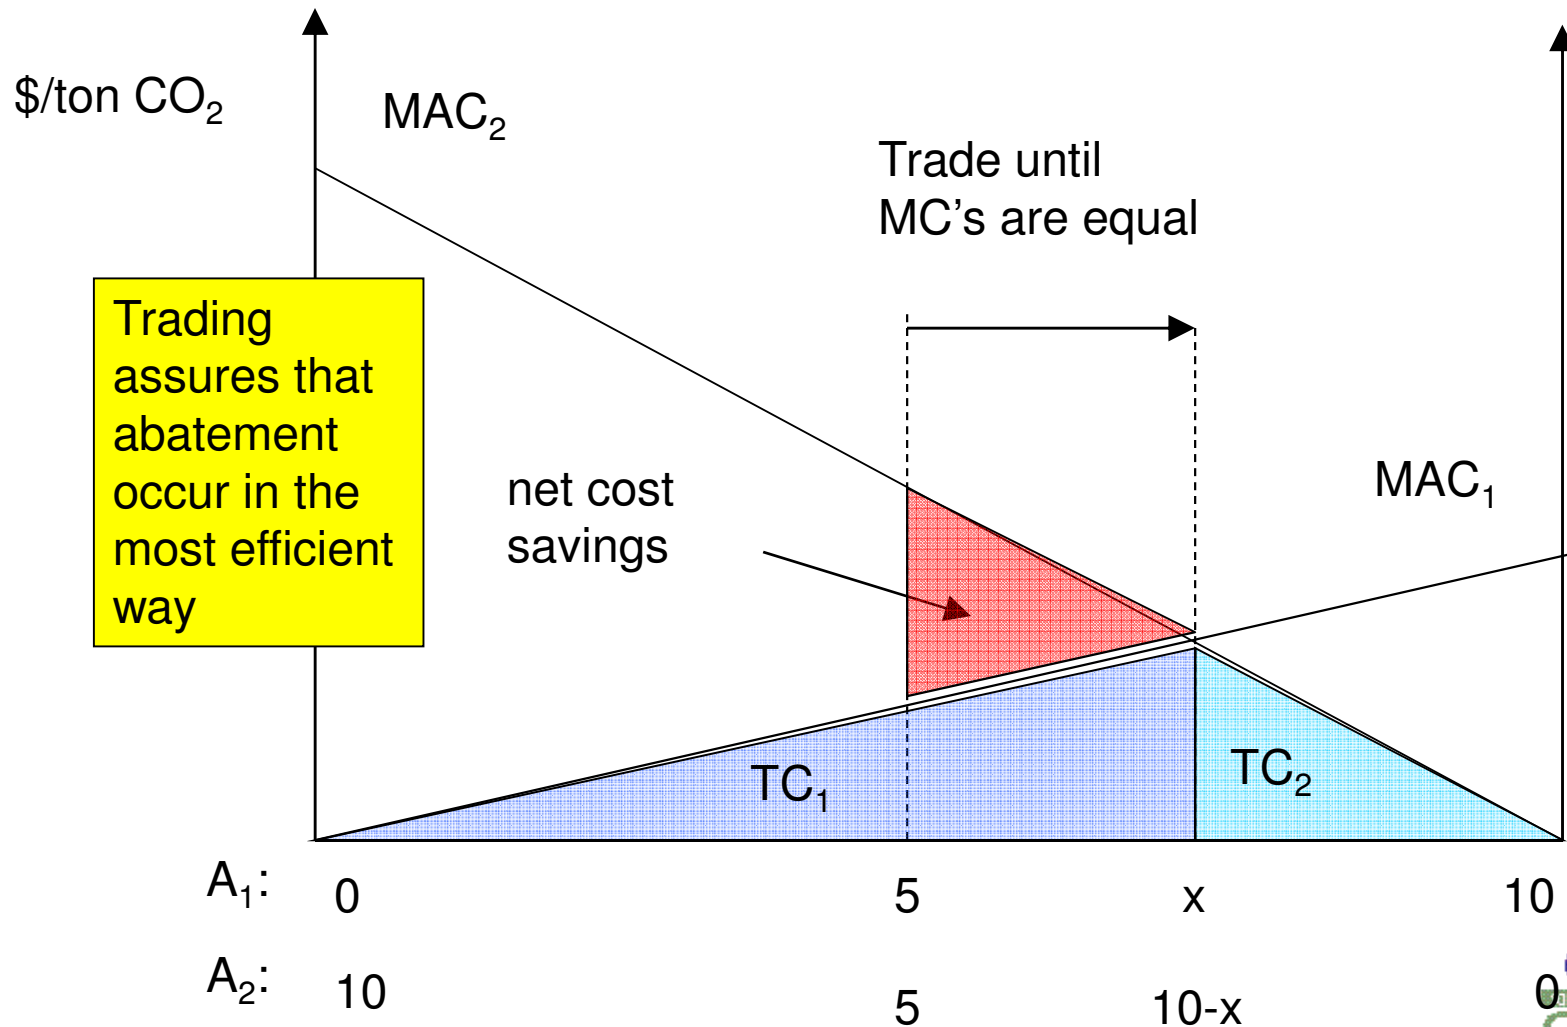 $/ton CO₂
MAC₂
Trade until
MC's are equal
Trading
assures that
abatement
occur in the
most efficient
way
net cost
savings
MAC₁
TC₁
TC₂
A₁: 0 5 x 10
A₂: 10 5 10-x 0